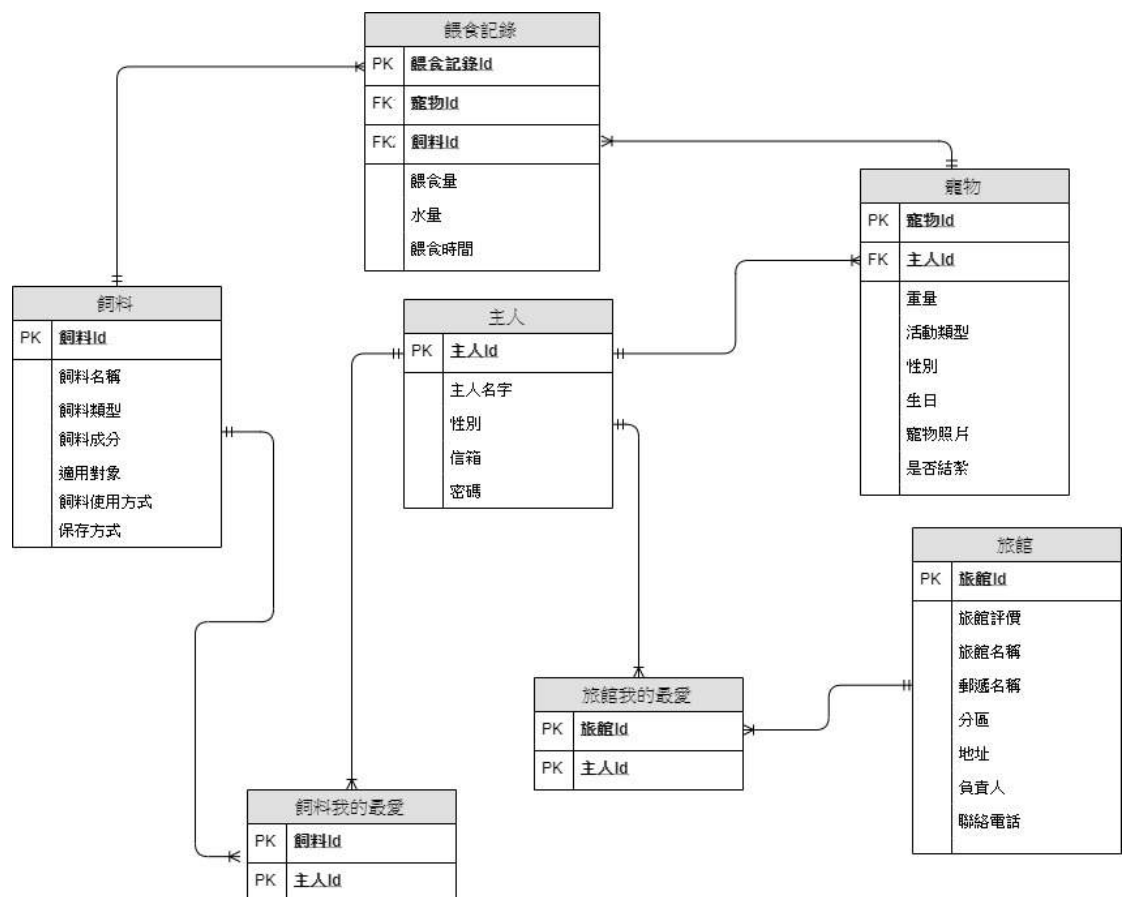 餵食記錄
PK 餵食記錄Id
FK1 寵物Id
FK2 飼料Id
餵食量
水量
餵食時間
寵物
PK 寵物Id
FK 主人Id
重量
活動類型
性別
生日
寵物照片
是否結紮
飼料
PK 飼料Id
飼料名稱
飼料類型
飼料成分
適用對象
飼料使用方式
保存方式
主人
PK 主人Id
主人名字
性別
信箱
密碼
旅館
PK 旅館Id
旅館評價
旅館名稱
郵遞名稱
分區
地址
負責人
聯絡電話
旅館我的最愛
PK 旅館Id
PK 主人Id
飼料我的最愛
PK 飼料Id
PK 主人Id